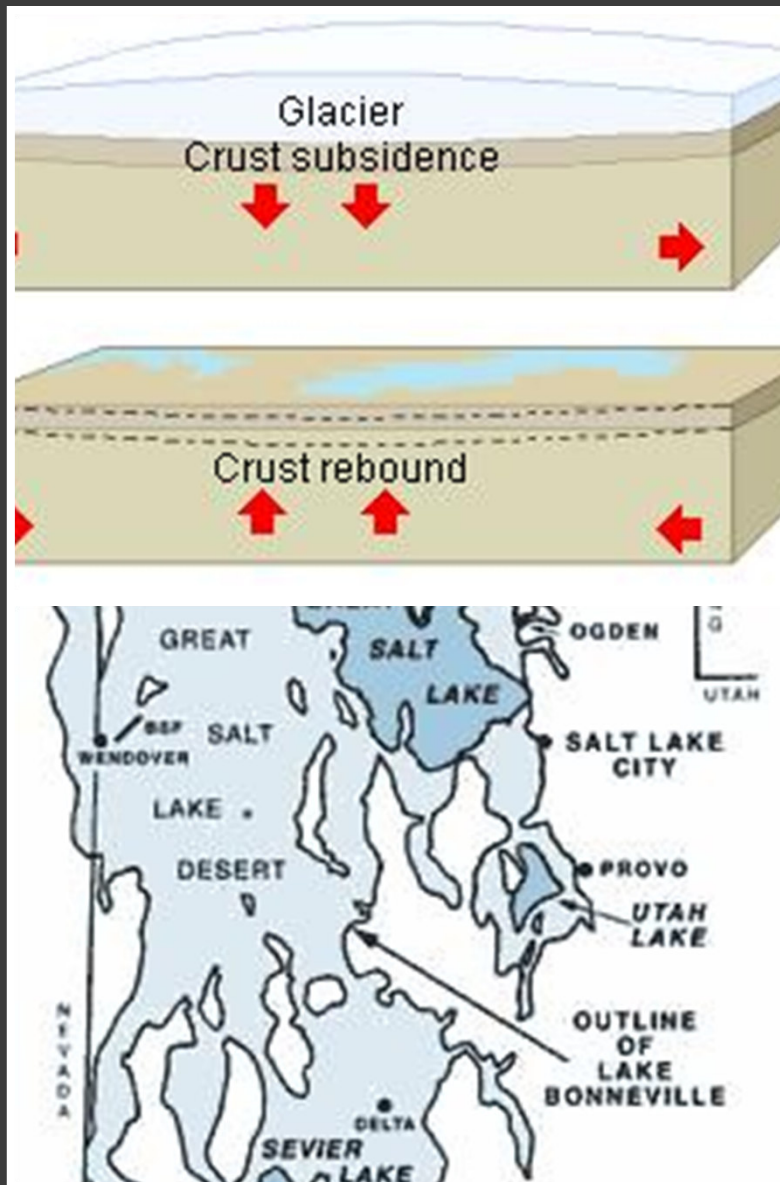 Glacier
Crust subsidence
Crust rebound
GREAT
SALT
LAKE
OGDEN
G
UTAH
BSF
WENDOVER
SALT
SALT LAKE
CITY
LAKE
DESERT
PROVO
UTAH
LAKE
NEVADA
OUTLINE
OF
LAKE
BONNEVILLE
DELTA
SEVIER
LAKE